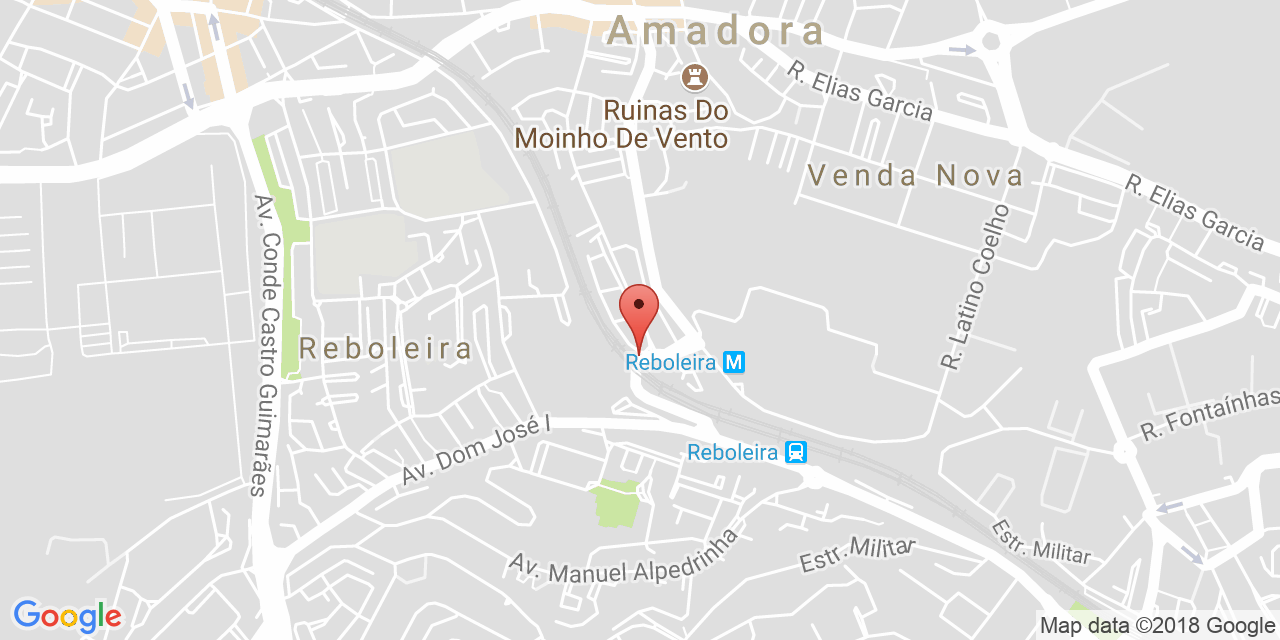 Amadora
R. Elias Garcia
Ruinas Do
Moinho De Vento
Venda Nova
R. Elias Garcia
Av. Conde Castro Guimarães
R. Latino Coelho
Reboleira
Reboleira M
R. Fontaínhas
Av. Dom José I
Reboleira
Estr. Militar
Estr. Militar
Av. Manuel Alpedrinha
Google
Map data ©2018 Google